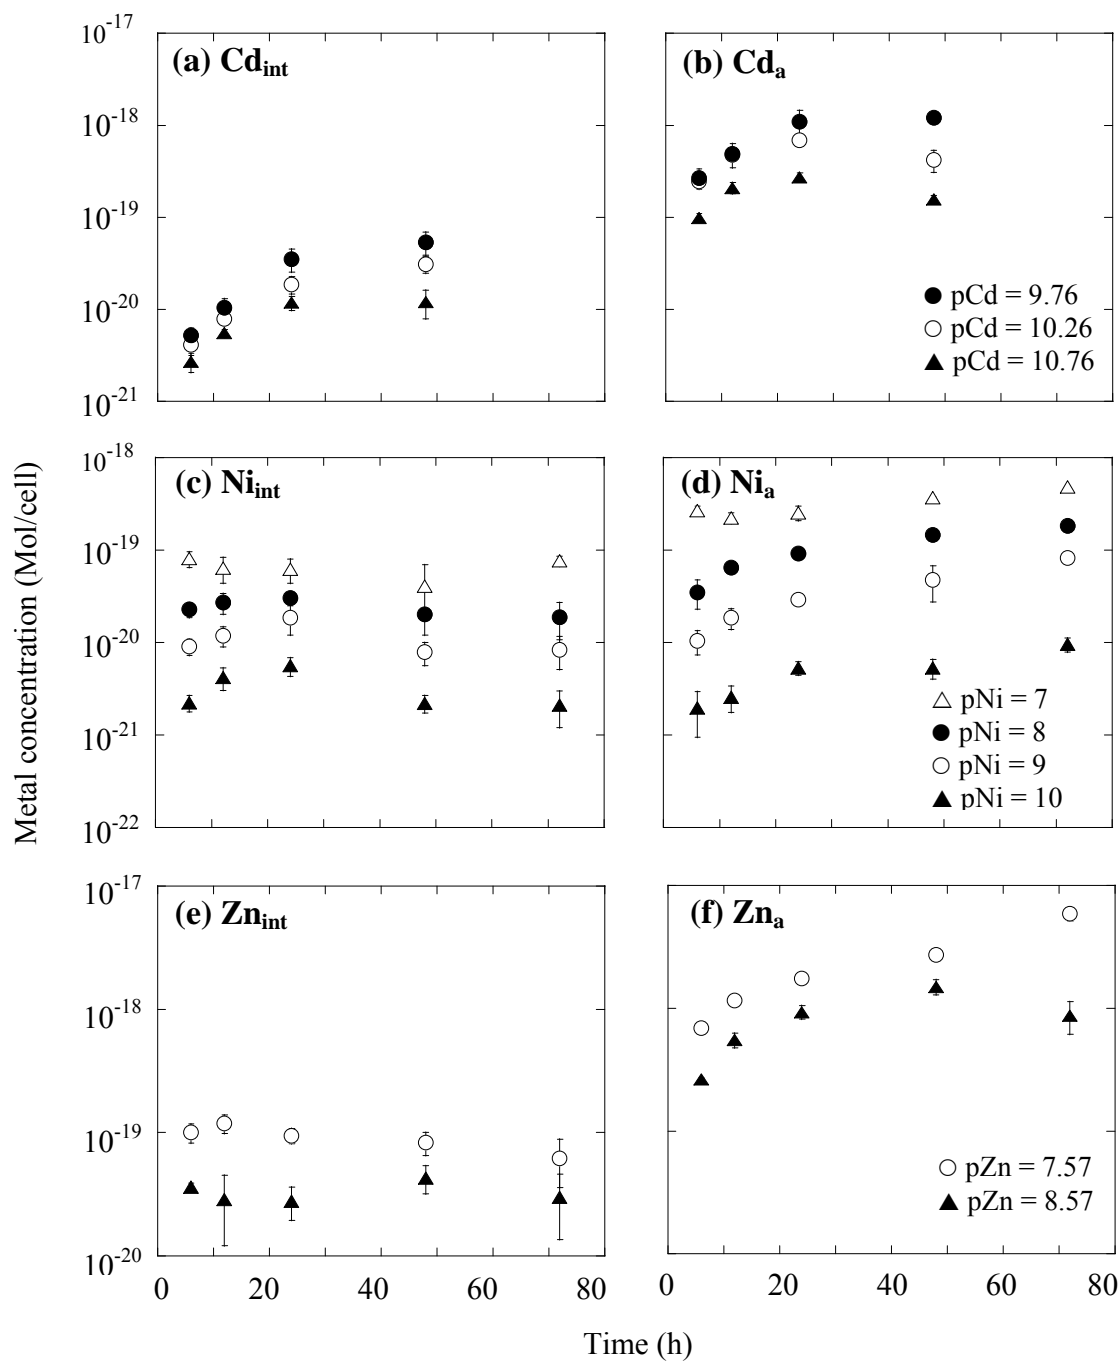 Metal concentration (Mol/cell)
(a) Cd_int
10^-17
10^-18
10^-19
10^-20
10^-21
(b) Cd_a
pCd = 9.76
pCd = 10.26
pCd = 10.76
(c) Ni_int
10^-18
10^-19
10^-20
10^-21
10^-22
(d) Ni_a
pNi = 7
pNi = 8
pNi = 9
pNi = 10
(e) Zn_int
10^-17
10^-18
10^-19
10^-20
0 20 40 60 80
(f) Zn_a
pZn = 7.57
pZn = 8.57
0 20 40 60 80
Time (h)